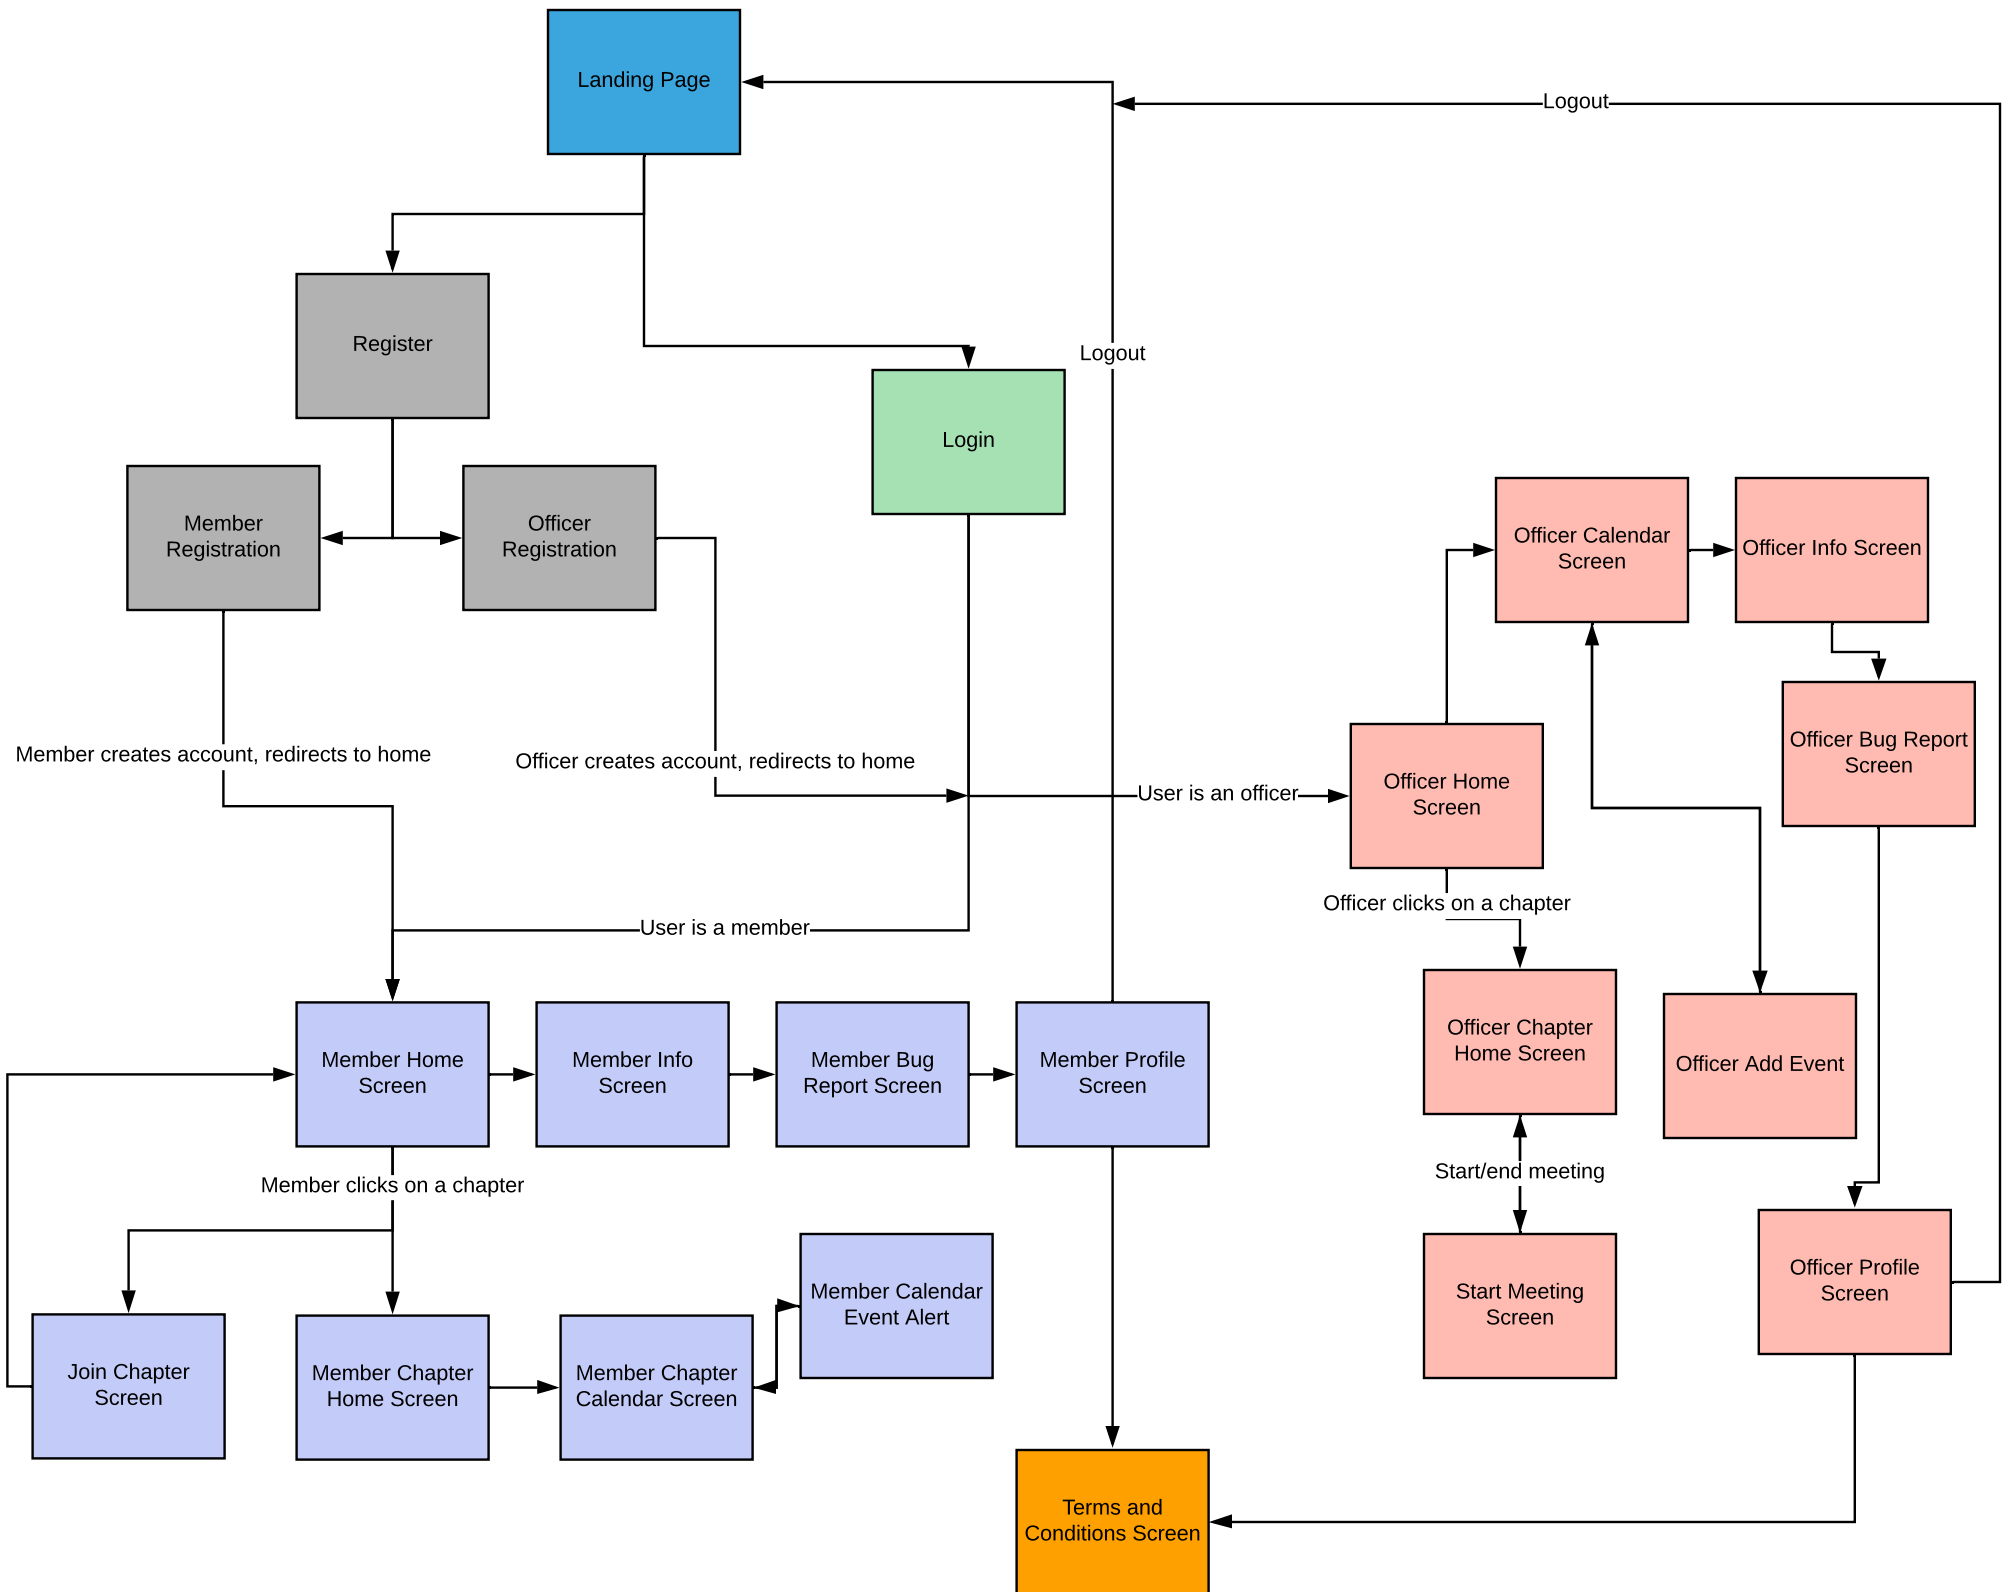 Landing Page
Logout
Register
Logout
Login
Member
Registration
Officer
Registration
Officer Calendar
Screen
Officer Info Screen
Member creates account, redirects to home
Officer creates account, redirects to home
User is an officer
Officer Home
Screen
Officer Bug Report
Screen
Officer clicks on a chapter
User is a member
Member Home
Screen
Member Info
Screen
Member Bug
Report Screen
Member Profile
Screen
Officer Chapter
Home Screen
Officer Add Event
Member clicks on a chapter
Start/end meeting
Join Chapter
Screen
Member Chapter
Home Screen
Member Chapter
Calendar Screen
Member Calendar
Event Alert
Start Meeting
Screen
Officer Profile
Screen
Terms and
Conditions Screen